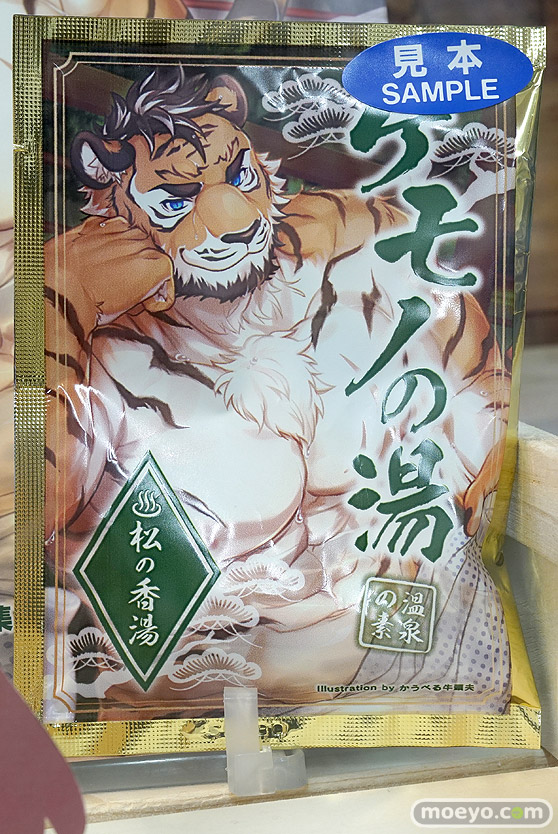 見本
SAMPLE
ケモノの湯
松の香湯
温泉
の素
Illustration by かうべる牛鍋夫
moeyo.com